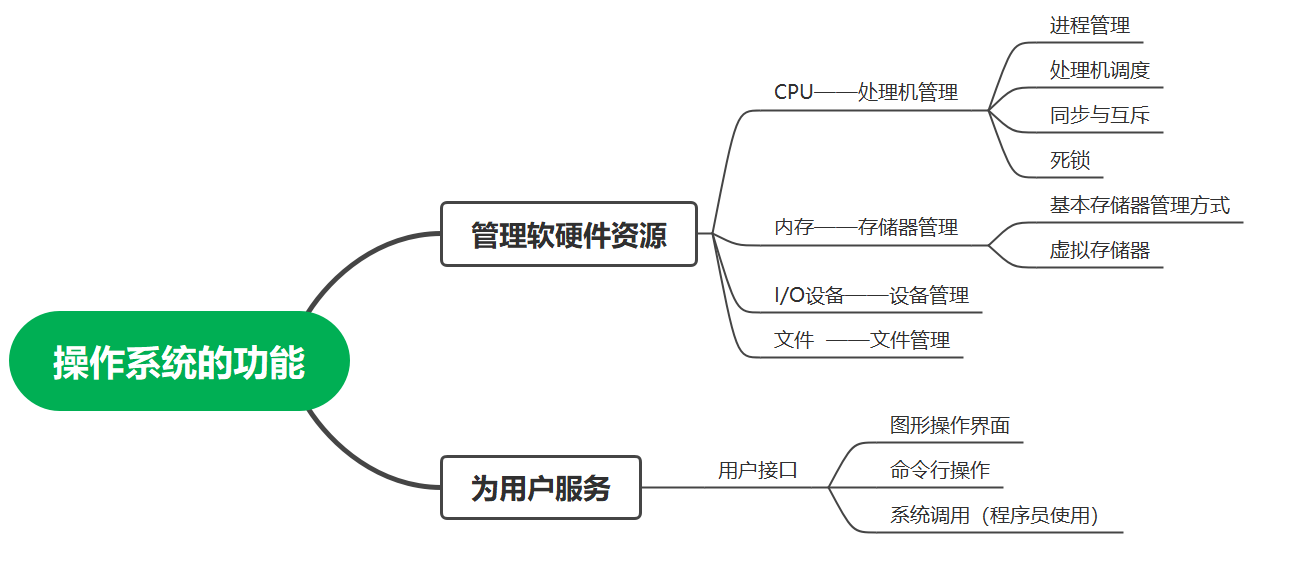 操作系统的功能
管理软硬件资源
CPU——处理机管理
进程管理
处理机调度
同步与互斥
死锁
内存——存储器管理
基本存储器管理方式
虚拟存储器
I/O设备——设备管理
文件 ——文件管理
为用户服务
用户接口
图形操作界面
命令行操作
系统调用（程序员使用）